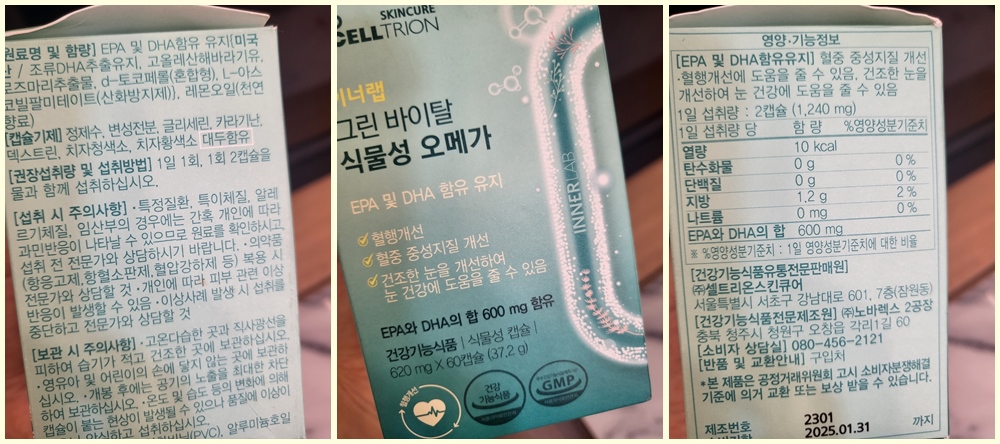 원료명 및 함량] EPA 및 DHA함유 유지{미국
산 / 조류DHA추출유지, 고올레산해바라기유,
로즈마리추출물, d-토코페롤(혼합형), L-아스
코빌팔미테이트(산화방지제)}, 레몬오일(천연
향료)
[캡슐기제] 정제수, 변성전분, 글리세린, 카라기난,
덱스트린, 치자청색소, 치자황색소 대두함유
[권장섭취량 및 섭취방법] 1일 1회, 1회 2캡슐을
물과 함께 섭취하십시오.
[섭취 시 주의사항] •특정질환, 특이체질, 알레
르기체질, 임산부의 경우에는 간혹 개인에 따라
과민반응이 나타날 수 있으므로 원료를 확인하고,
섭취 전 전문가와 상담하시기 바랍니다. •의약품
(항응고제,항혈소판제,혈압강하제 등) 복용 시
전문가와 상담할 것 •개인에 따라 피부 관련 이상
반응이 발생할 수 있음 •이상사례 발생 시 섭취를
중단하고 전문가와 상담할 것
[보관 시 주의사항] •고온다습한 곳과 직사광선을
피하여 습기가 적고 건조한 곳에 보관하십시오.
•영유아 및 어린이의 손에 닿지 않는 곳에 보관하
십시오. •개봉 후에는 공기의 노출을 최대한 차단
하여 보관하십시오. •온도 및 습도 등의 변화에 의해
캡슐이 붙는 현상이 발생될 수 있으나 품질에 이상이
안심하고 섭취하십시오.
(PVC), 알루미늄호일
SKINCURE
CELLTRION
이너랩
그린 바이탈
식물성 오메가
EPA 및 DHA 함유 유지
혈행개선
혈중 중성지질 개선
건조한 눈을 개선하여
눈 건강에 도움을 줄 수 있음
EPA와 DHA의 합 600 mg 함유
건강기능식품 | 식물성 캡슐 |
620 mg X 60캡슐 (37.2 g)
INNERLAB
혈행개선
건강
기능식품
GMP
영양·기능정보
[EPA 및 DHA함유유지] 혈중 중성지질 개선
·혈행개선에 도움을 줄 수 있음, 건조한 눈을
개선하여 눈 건강에 도움을 줄 수 있음
1일 섭취량 : 2캡슐 (1,240 mg)
1일 섭취량 당 함 량 %영양성분기준치
열량 10 kcal
탄수화물 0 g 0 %
단백질 0 g 0 %
지방 1.2 g 2 %
나트륨 0 mg 0 %
EPA와 DHA의 합 600 mg
※ %영양성분기준치 : 1일 영양성분기준치에 대한 비율
[건강기능식품유통전문판매원]
㈜셀트리온스킨큐어
서울특별시 서초구 강남대로 601, 7층(잠원동)
[건강기능식품전문제조원] ㈜노바렉스 2공장
충북 청주시 청원구 오창읍 각리1길 60
[소비자 상담실] 080-456-2121
[반품 및 교환안내] 구입처
*본 제품은 공정거래위원회 고시 소비자분쟁해결
기준에 의거 교환 또는 보상 받을 수 있습니다.
제조번호 2301
2025.01.31 까지